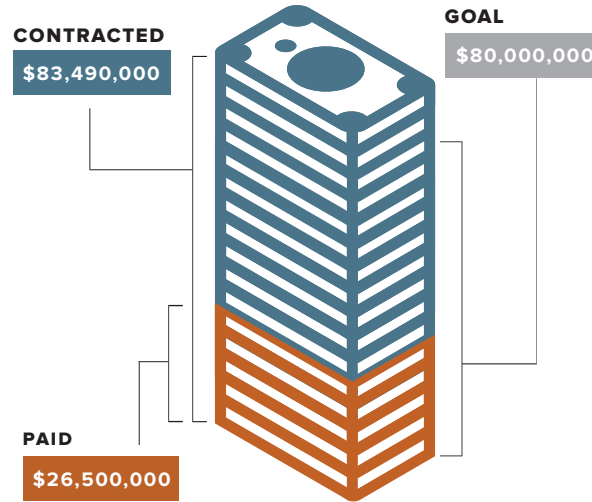 CONTRACTED
$83,490,000
GOAL
$80,000,000
PAID
$26,500,000